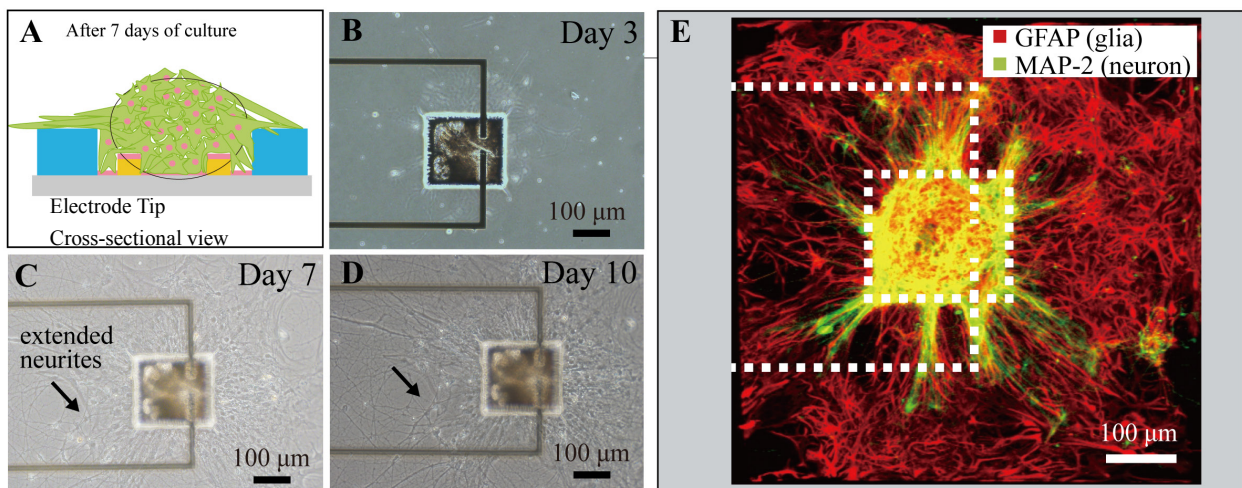 A
After 7 days of culture
Electrode Tip
Cross-sectional view
B
Day 3
100 μm
C
Day 7
extended
neurites
100 μm
D
Day 10
100 μm
E
GFAP (glia)
MAP-2 (neuron)
100 μm